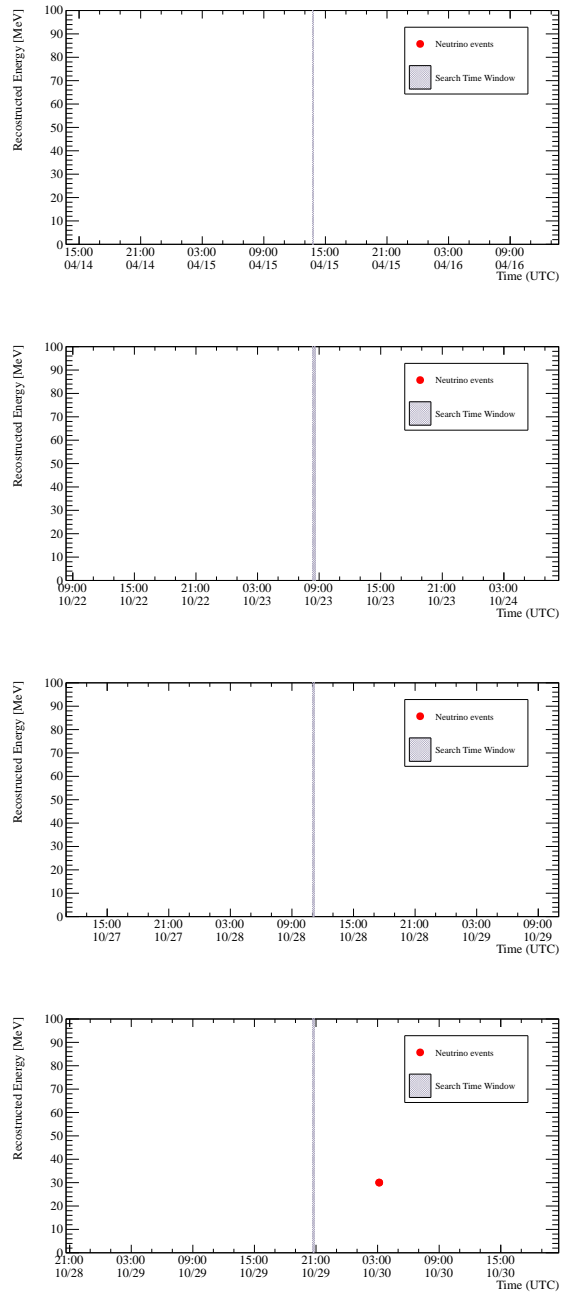 Recostructed Energy [MeV]
100
90
80
70
60
50
40
30
20
10
0
Neutrino events
Search Time Window
15:00 21:00 03:00 09:00 15:00 21:00 03:00 09:00
04/14 04/14 04/15 04/15 04/15 04/15 04/16 04/16
Time (UTC)
Recostructed Energy [MeV]
100
90
80
70
60
50
40
30
20
10
0
Neutrino events
Search Time Window
09:00 15:00 21:00 03:00 09:00 15:00 21:00 03:00
10/22 10/22 10/22 10/23 10/23 10/23 10/23 10/24
Time (UTC)
Recostructed Energy [MeV]
100
90
80
70
60
50
40
30
20
10
0
Neutrino events
Search Time Window
15:00 21:00 03:00 09:00 15:00 21:00 03:00 09:00
10/27 10/27 10/28 10/28 10/28 10/28 10/29 10/29
Time (UTC)
Recostructed Energy [MeV]
100
90
80
70
60
50
40
30
20
10
0
Neutrino events
Search Time Window
21:00 03:00 09:00 15:00 21:00 03:00 09:00 15:00
10/28 10/29 10/29 10/29 10/29 10/30 10/30 10/30
Time (UTC)